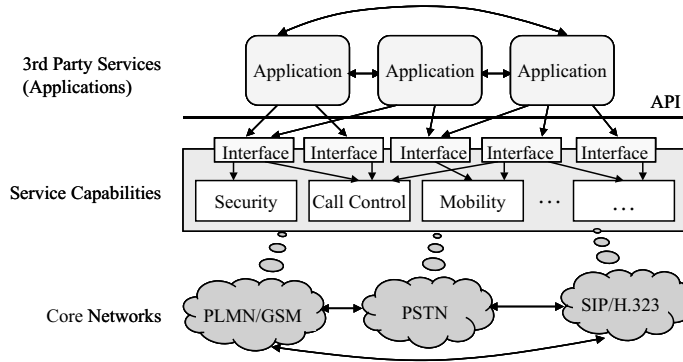 3rd Party Services
(Applications)
Application
Application
Application
API
Interface
Interface
Interface
Interface
Interface
Service Capabilities
Security
Call Control
Mobility
...
...
Core Networks
PLMN/GSM
PSTN
SIP/H.323